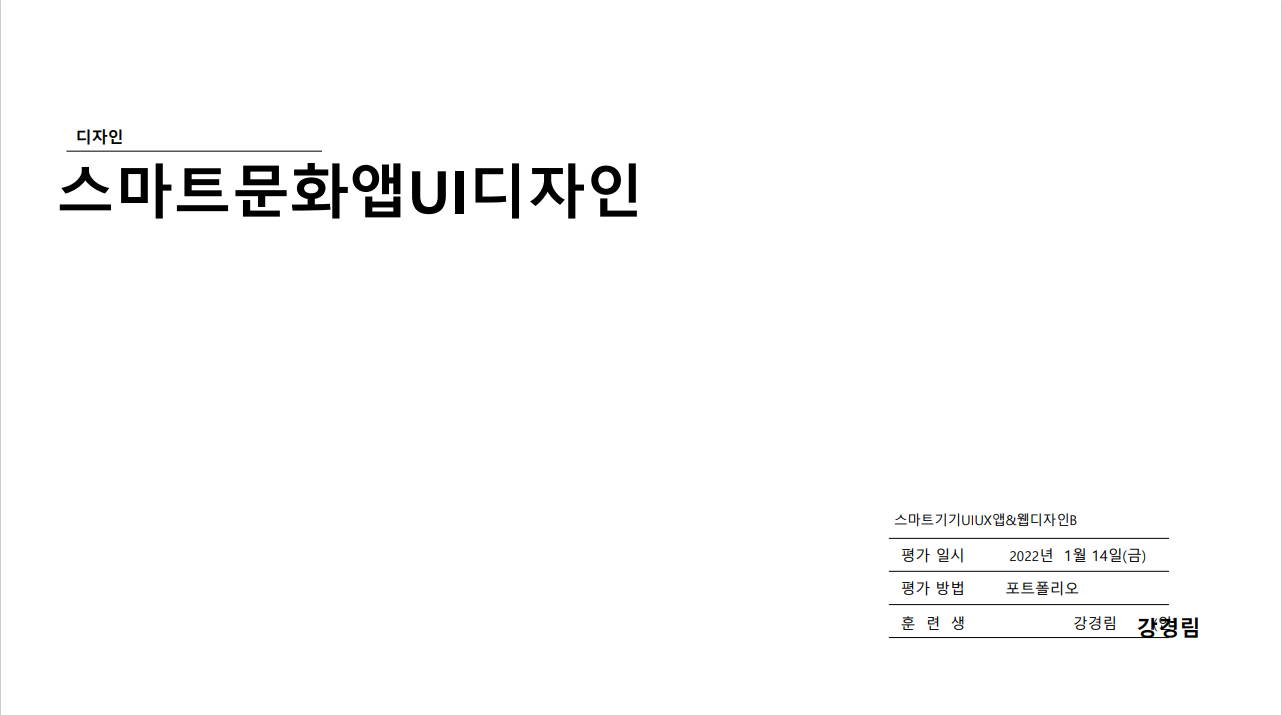 디자인
스마트문화앱UI디자인
스마트기기UIUX앱&웹디자인B
평가 일시 2022년 1월 14일(금)
평가 방법 포트폴리오
훈 련 생 강경림 강경림